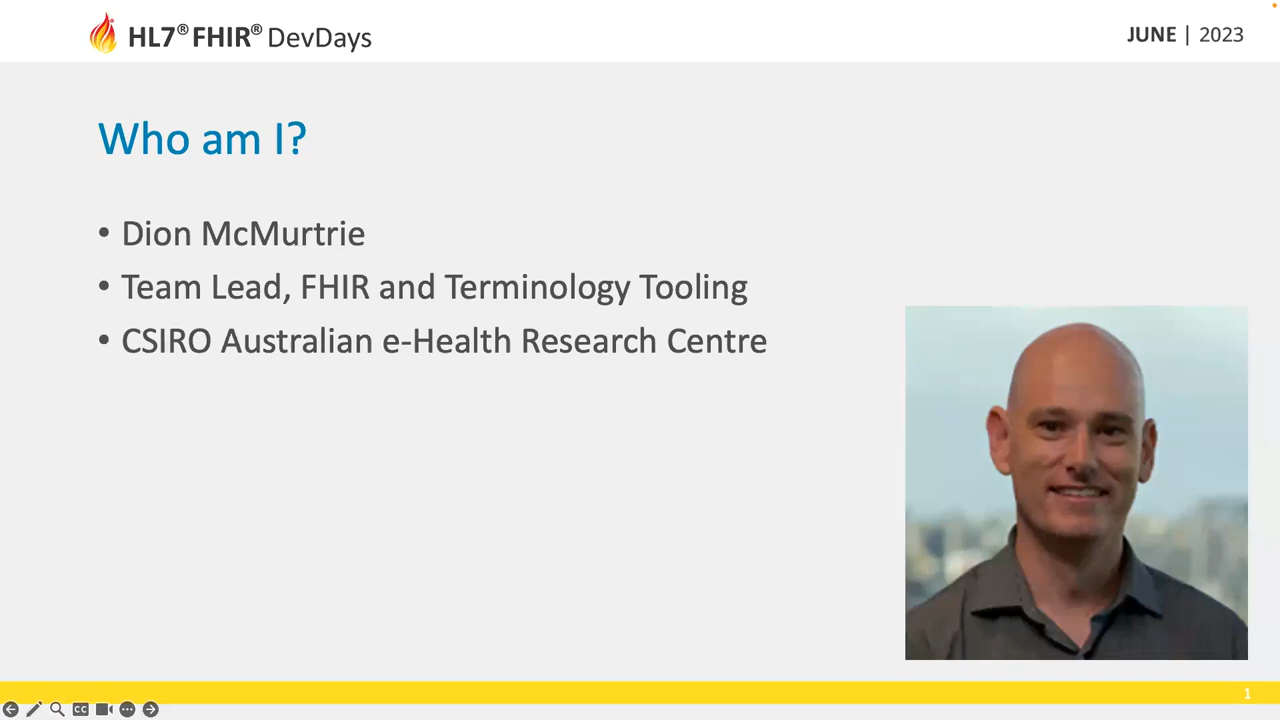 HL7® FHIR® DevDays
JUNE | 2023
Who am I?
• Dion McMurtrie
• Team Lead, FHIR and Terminology Tooling
• CSIRO Australian e-Health Research Centre
1
CC